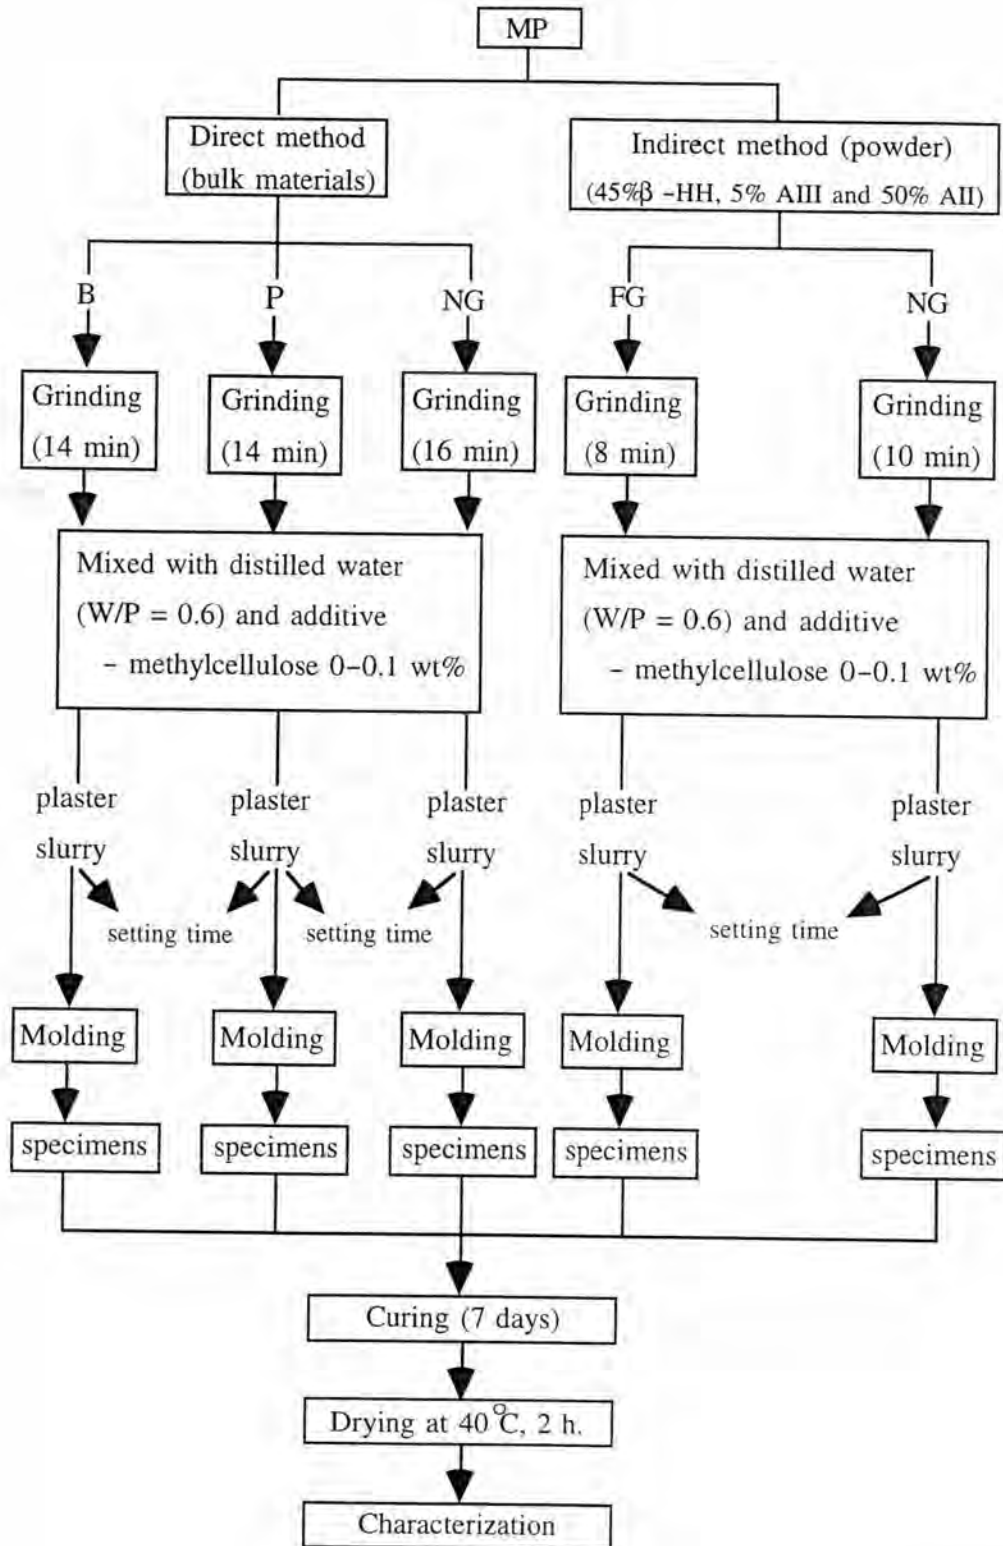 MP
Direct method
(bulk materials)
Indirect method (powder)
(45%β -HH, 5% AIII and 50% AII)
B
P
NG
FG
NG
Grinding
(14 min)
Grinding
(14 min)
Grinding
(16 min)
Grinding
(8 min)
Grinding
(10 min)
Mixed with distilled water
(W/P = 0.6) and additive
– methylcellulose 0–0.1 wt%
Mixed with distilled water
(W/P = 0.6) and additive
– methylcellulose 0–0.1 wt%
plaster
slurry
plaster
slurry
plaster
slurry
plaster
slurry
plaster
slurry
setting time
setting time
setting time
Molding
Molding
Molding
Molding
Molding
specimens
specimens
specimens
specimens
specimens
Curing (7 days)
Drying at 40°C, 2 h.
Characterization